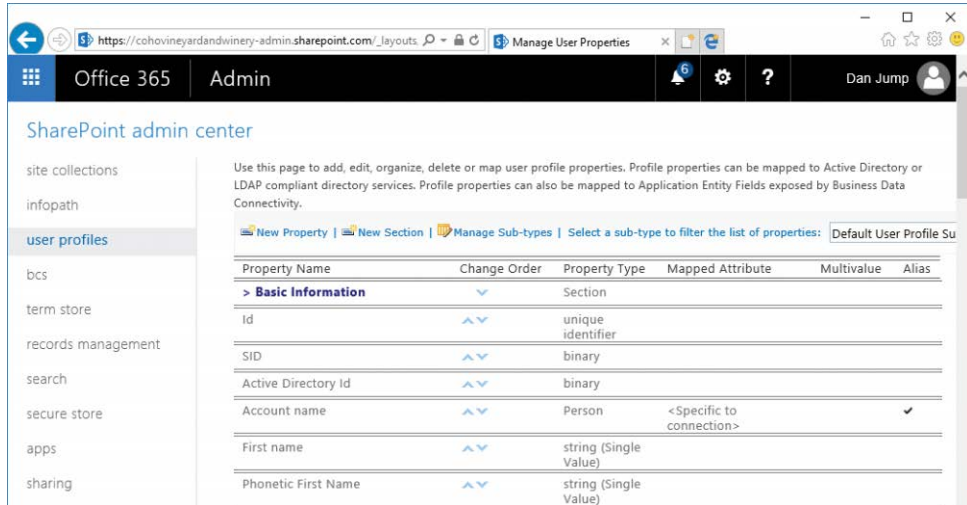 https://cohovineyardandwinery-admin.sharepoint.com/_layouts
Manage User Properties
Office 365
Admin
6
?
Dan Jump
SharePoint admin center
site collections
infopath
user profiles
bcs
term store
records management
search
secure store
apps
sharing
Use this page to add, edit, organize, delete or map user profile properties. Profile properties can be mapped to Active Directory or
LDAP compliant directory services. Profile properties can also be mapped to Application Entity Fields exposed by Business Data
Connectivity.
New Property | New Section | Manage Sub-types | Select a sub-type to filter the list of properties: Default User Profile Su
Property Name Change Order Property Type Mapped Attribute Multivalue Alias
> Basic Information Section
Id unique
identifier
SID binary
Active Directory Id binary
Account name Person <Specific to
connection>
First name string (Single
Value)
Phonetic First Name string (Single
Value)